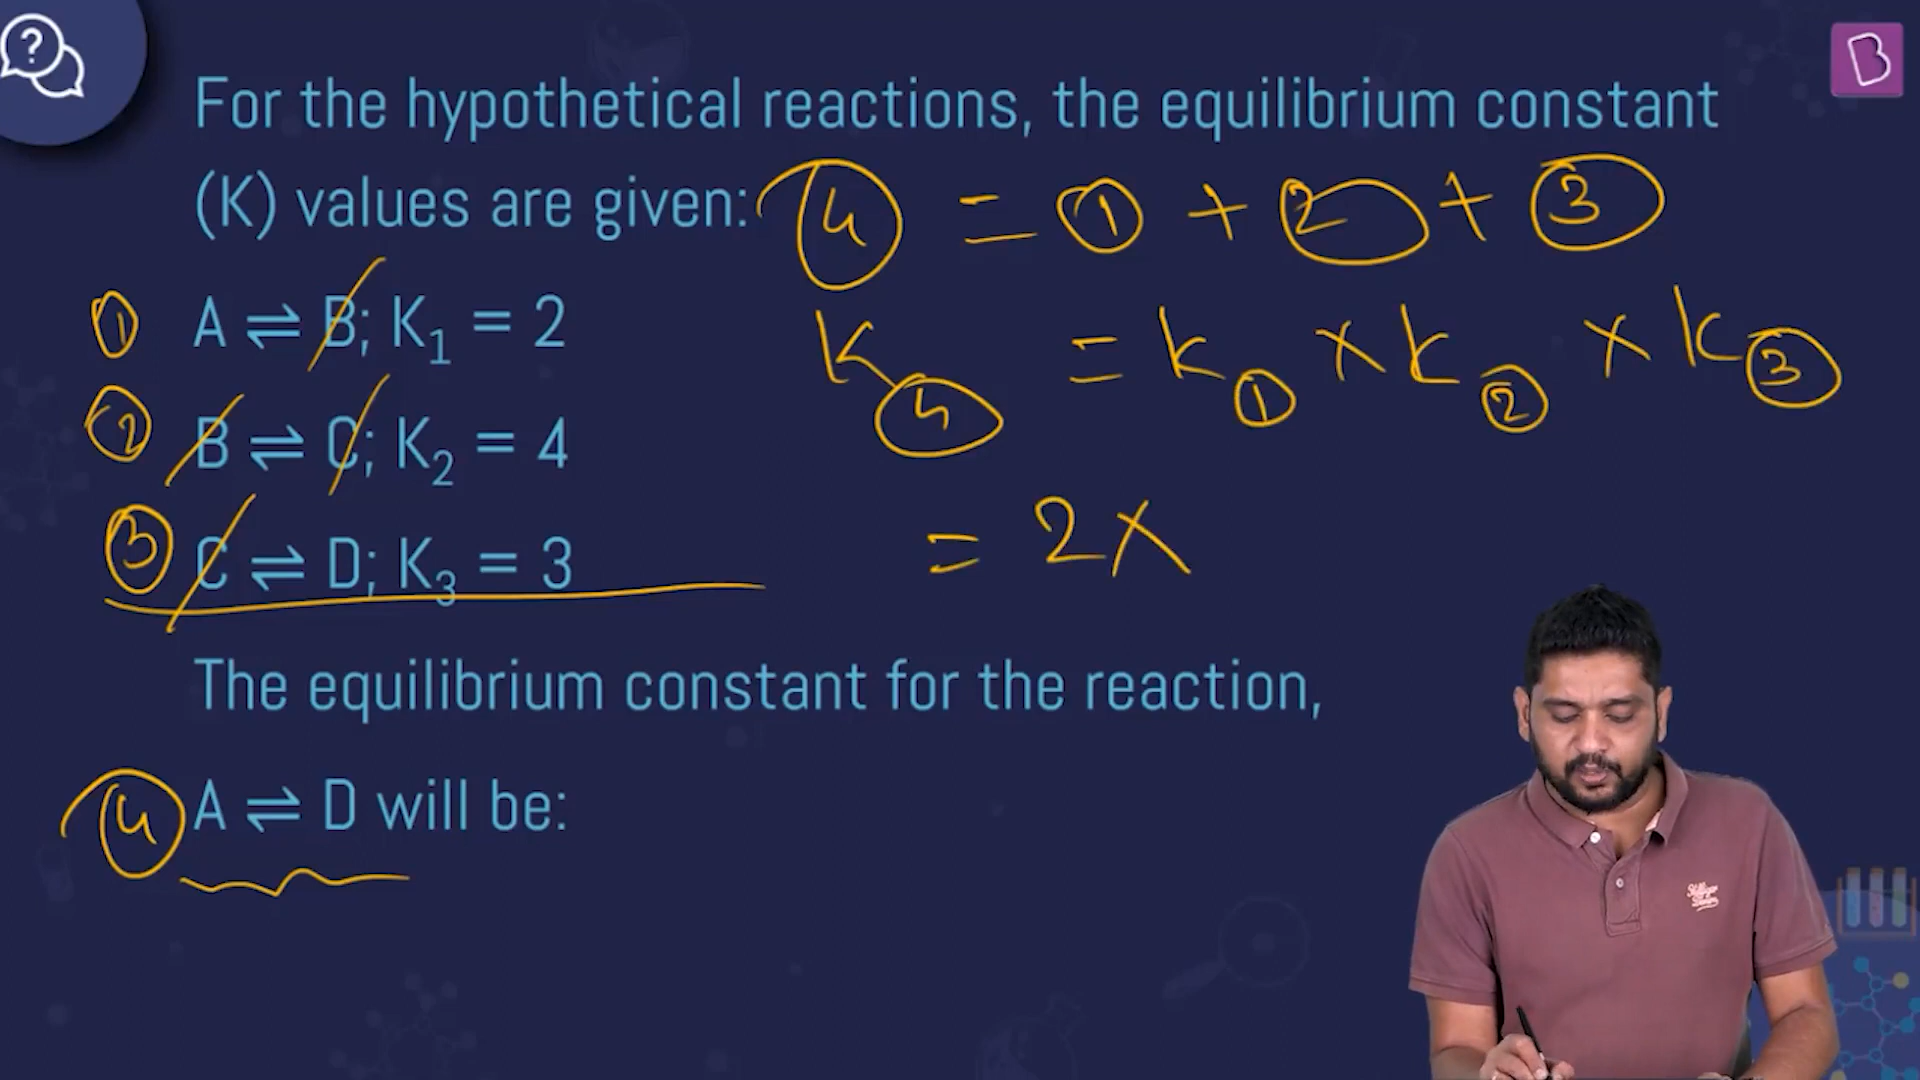 For the hypothetical reactions, the equilibrium constant
(K) values are given:
④ = ① + ② + ③
① A ⇌ B; K₁ = 2
K④ = K① × K② × K③
② B ⇌ C; K₂ = 4
③ C ⇌ D; K₃ = 3
= 2 ×
The equilibrium constant for the reaction,
④ A ⇌ D will be: